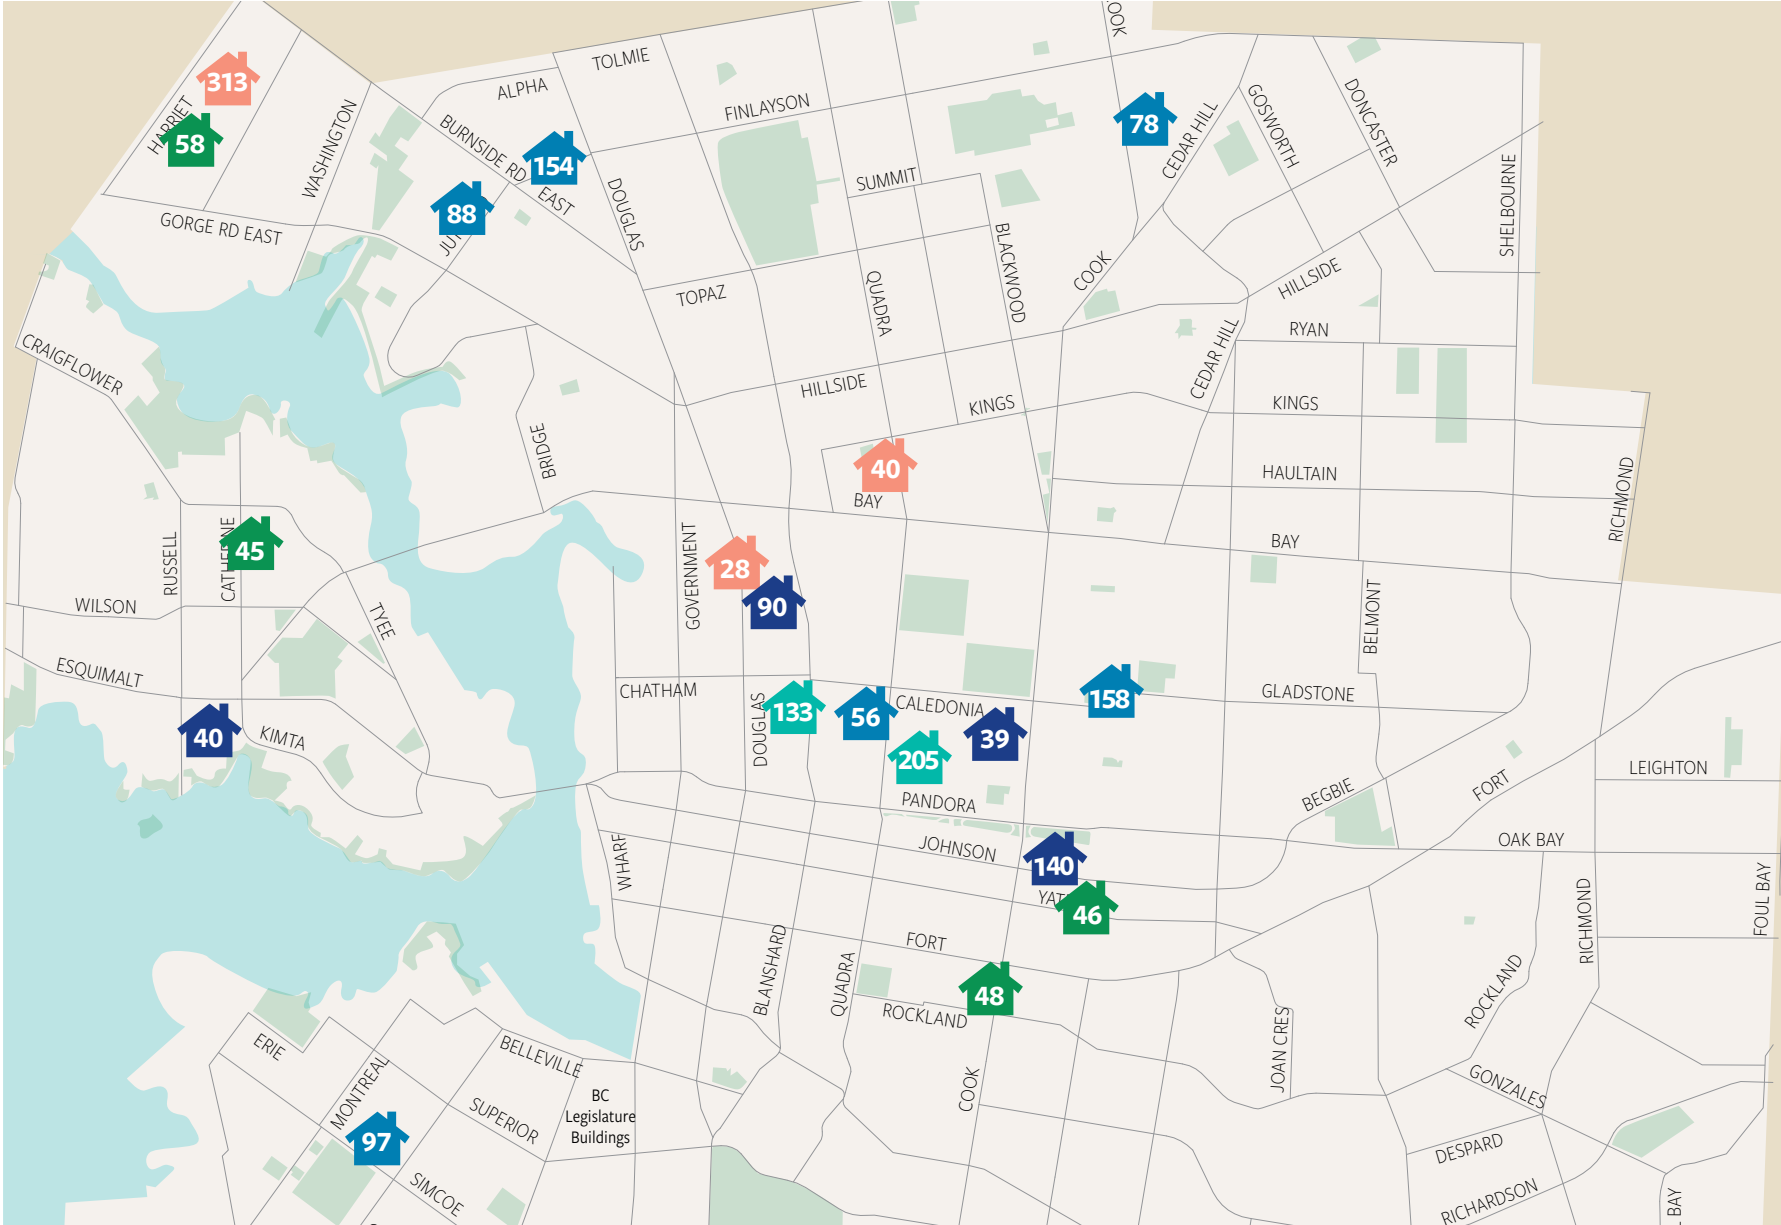 OOK
TOLMIE
ALPHA
FINLAYSON
313
HARRIET
58
WASHINGTON
BURNSIDE RD
EAST
154
88
DOUGLAS
78
CEDAR HILL
GOSWORTH
DONCASTER
SHELBOURNE
SUMMIT
GORGE RD EAST
BLACKWOOD
COOK
HILLSIDE
TOPAZ
QUADRA
RYAN
CEDAR HILL
CRAIGFLOWER
HILLSIDE
KINGS
KINGS
BRIDGE
40
BAY
HAULTAIN
RICHMOND
45
RUSSELL
GOVERNMENT
28
90
BAY
WILSON
TYEE
BELMONT
ESQUIMALT
CHATHAM
158
GLADSTONE
40
KIMTA
DOUGLAS
133
56
CALEDONIA
39
205
LEIGHTON
PANDORA
BEGBIE
FORT
WHARF
JOHNSON
140
OAK BAY
46
RICHMOND
FOUL BAY
FORT
BLANSHARD
QUADRA
48
ROCKLAND
ROCKLAND
ERIE
BELLEVILLE
JOAN CRES
MONTREAL
BC
Legislature
Buildings
COOK
GONZALES
SUPERIOR
97
DESPARD
SIMCOE
RICHARDSON
BAY